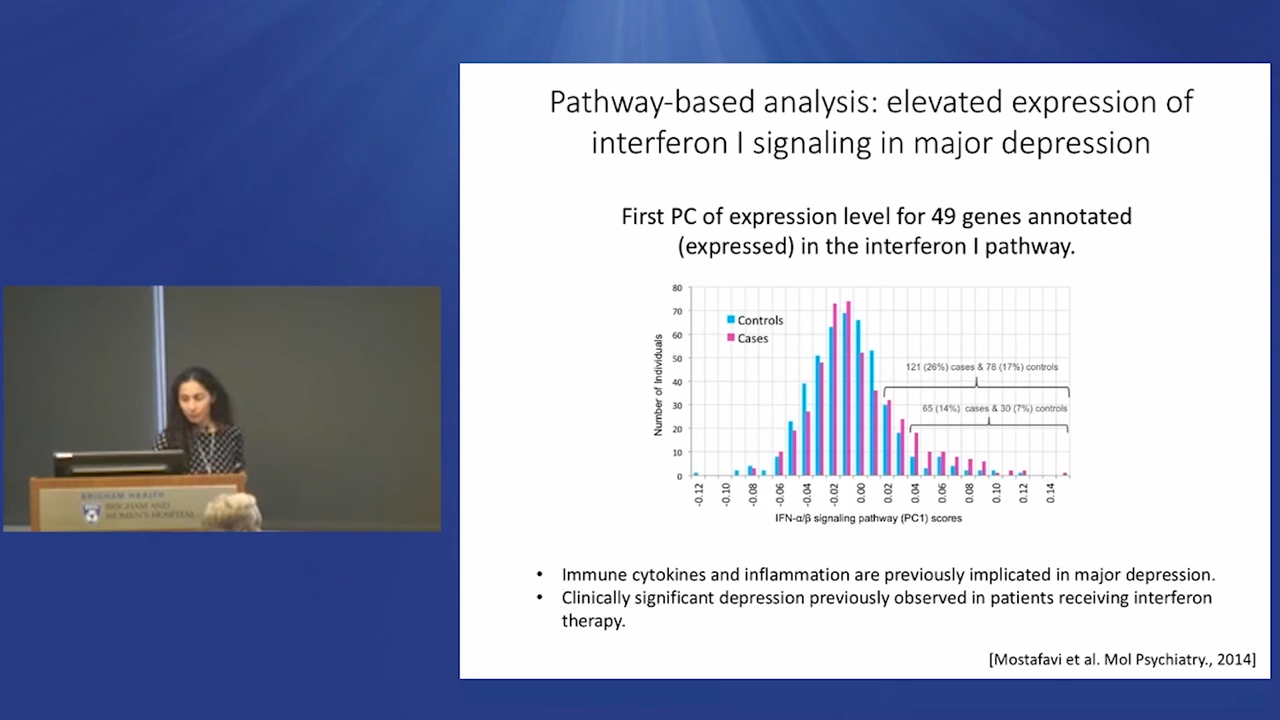 Pathway-based analysis: elevated expression of
interferon I signaling in major depression
First PC of expression level for 49 genes annotated
(expressed) in the interferon I pathway.
80
70
60
50
40
30
20
10
0
Number of Individuals
Controls
Cases
121 (26%) cases & 78 (17%) controls
65 (14%) cases & 30 (7%) controls
-0.12 -0.10 -0.08 -0.06 -0.04 -0.02 0.00 0.02 0.04 0.06 0.08 0.10 0.12 0.14
IFN-α/β signaling pathway (PC1) scores
• Immune cytokines and inflammation are previously implicated in major depression.
• Clinically significant depression previously observed in patients receiving interferon
therapy.
[Mostafavi et al. Mol Psychiatry., 2014]
BRIGHAM HEALTH
BRIGHAM AND
WOMEN'S HOSPITAL